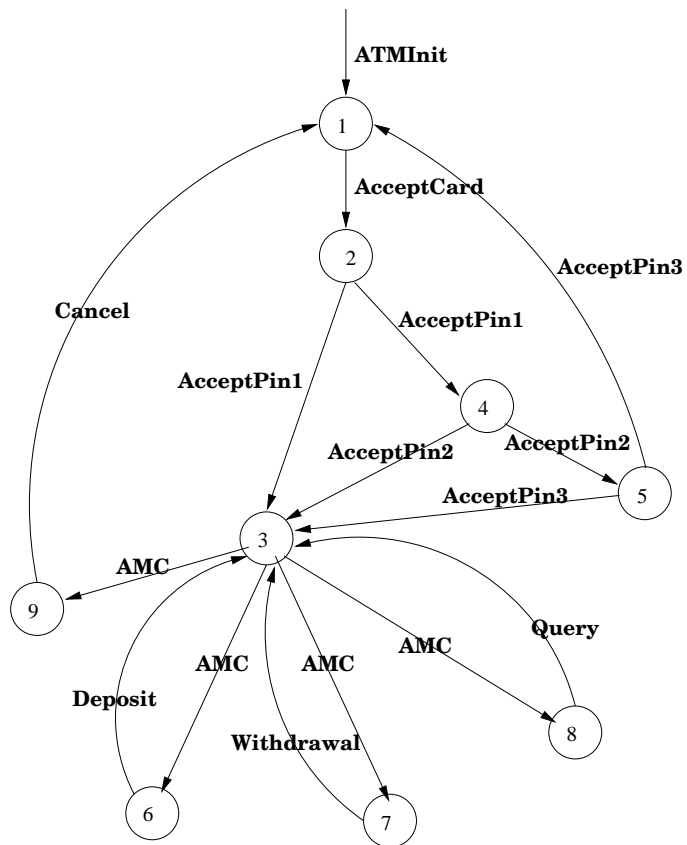 ATMInit
1
AcceptCard
2
AcceptPin3
Cancel
AcceptPin1
AcceptPin1
4
AcceptPin2
AcceptPin2
5
AcceptPin3
3
AMC
9
Query
AMC
AMC
AMC
Deposit
8
Withdrawal
6
7